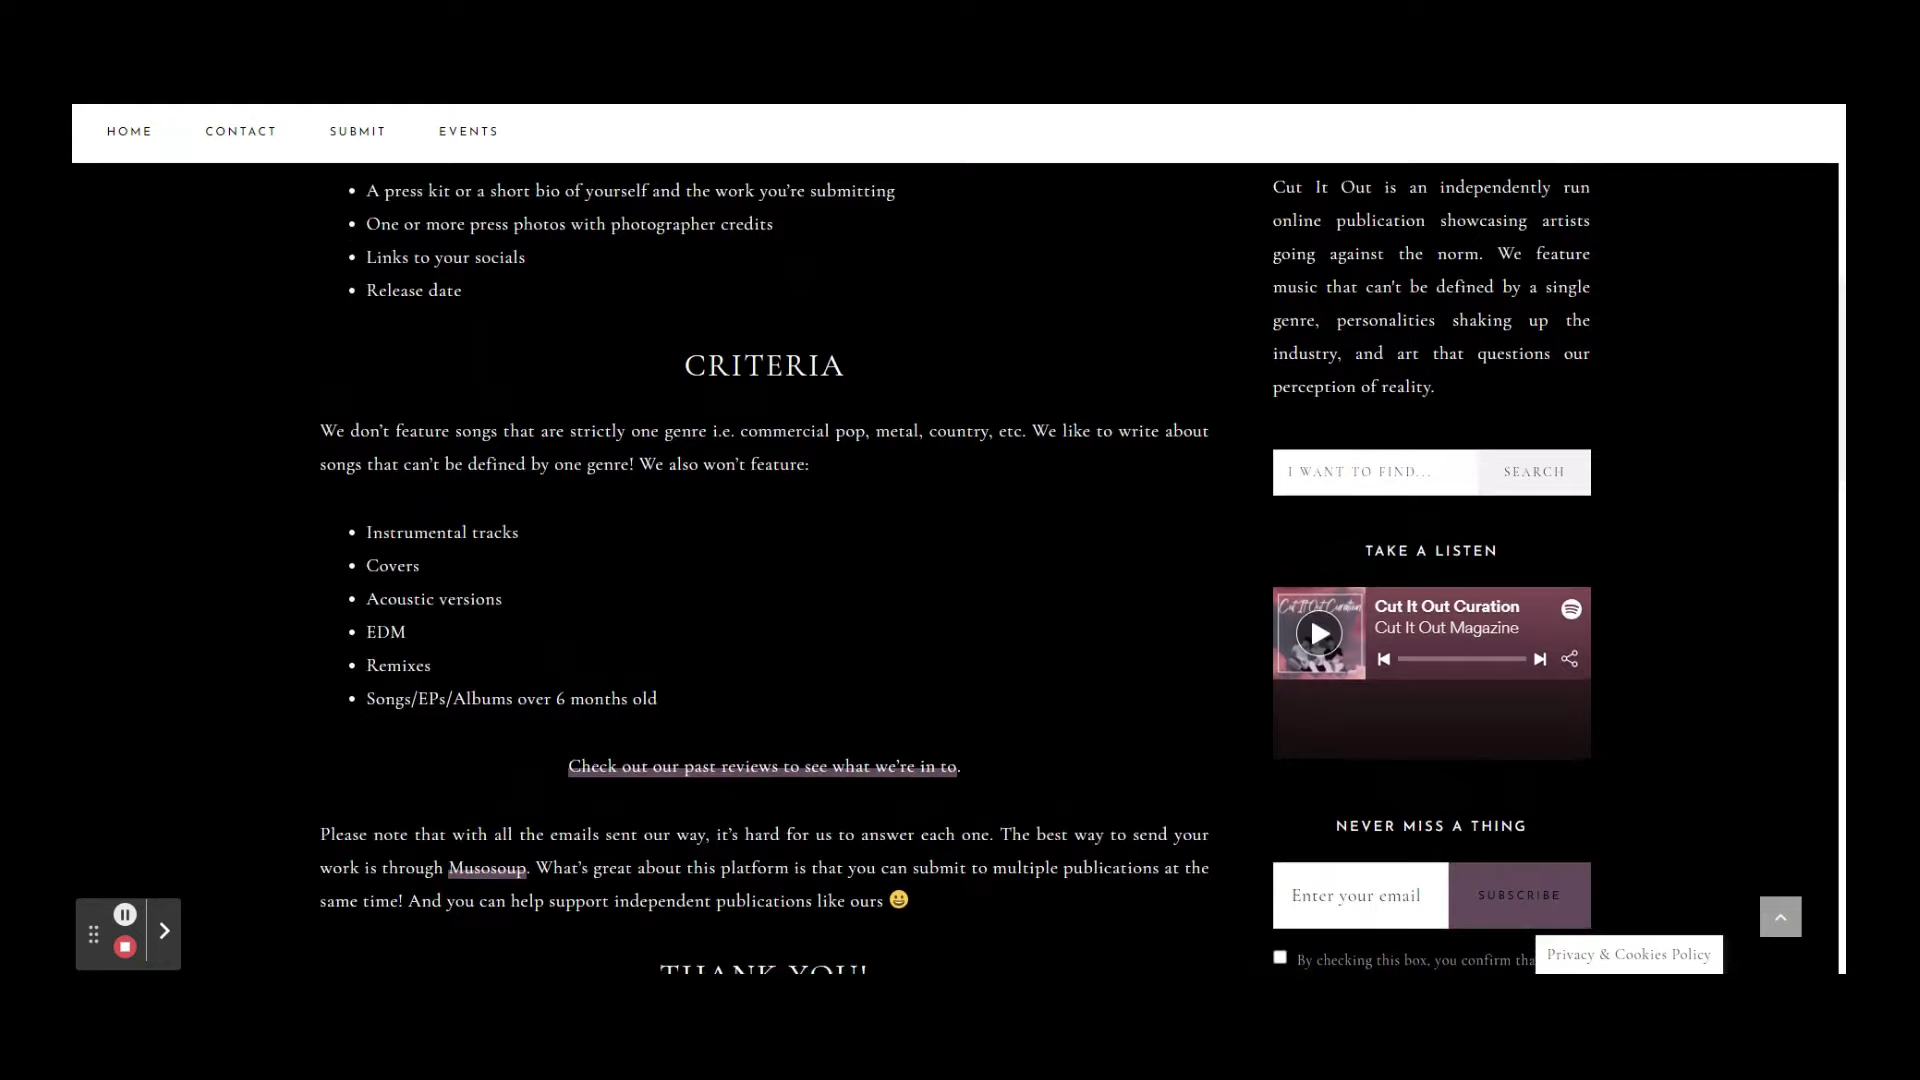 HOME CONTACT SUBMIT EVENTS
A press kit or a short bio of yourself and the work you’re submitting
One or more press photos with photographer credits
Links to your socials
Release date
CRITERIA
We don’t feature songs that are strictly one genre i.e. commercial pop, metal, country, etc. We like to write about
songs that can’t be defined by one genre! We also won’t feature:
Instrumental tracks
Covers
Acoustic versions
EDM
Remixes
Songs/EPs/Albums over 6 months old
Check out our past reviews to see what we’re in to.
Please note that with all the emails sent our way, it’s hard for us to answer each one. The best way to send your
work is through Musosoup. What’s great about this platform is that you can submit to multiple publications at the
same time! And you can help support independent publications like ours 😀
THANK YOU!
Cut It Out is an independently run
online publication showcasing artists
going against the norm. We feature
music that can't be defined by a single
genre, personalities shaking up the
industry, and art that questions our
perception of reality.
I WANT TO FIND... SEARCH
TAKE A LISTEN
Cut It Out Curation
Cut It Out Curation
Cut It Out Magazine
NEVER MISS A THING
Enter your email SUBSCRIBE
By checking this box, you confirm tha
Privacy & Cookies Policy